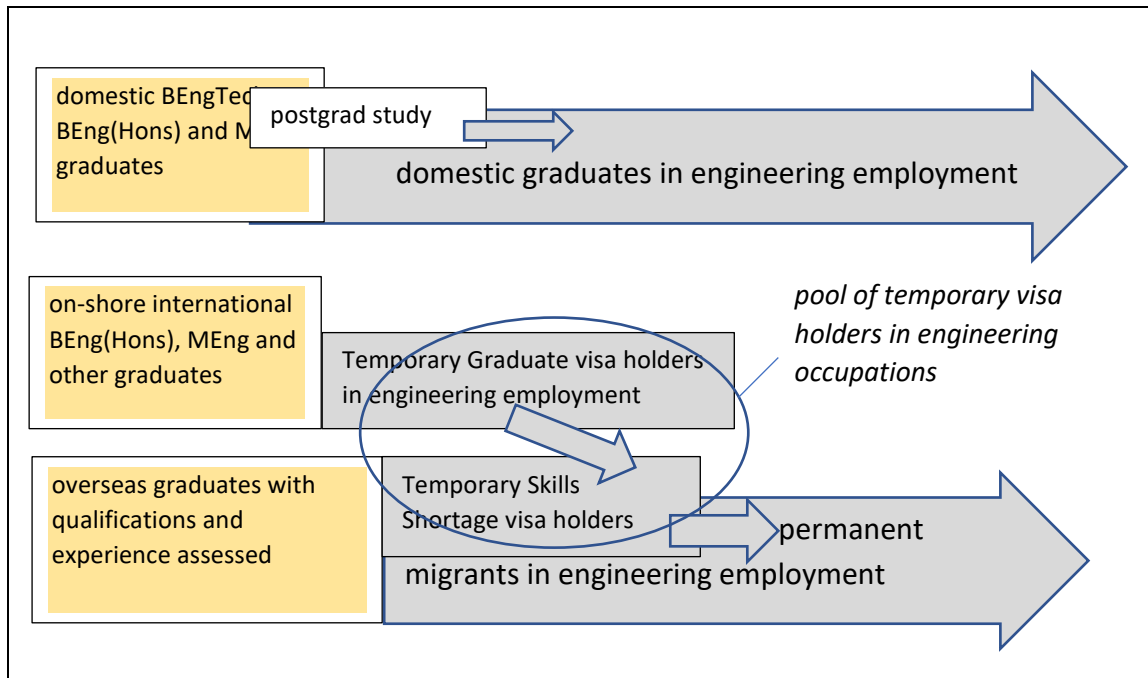 domestic BEngTec
BEng(Hons) and M
graduates
postgrad study
domestic graduates in engineering employment
on-shore international
BEng(Hons), MEng and
other graduates
Temporary Graduate visa holders
in engineering employment
pool of temporary visa
holders in engineering
occupations
overseas graduates with
qualifications and
experience assessed
Temporary Skills
Shortage visa holders
permanent
migrants in engineering employment